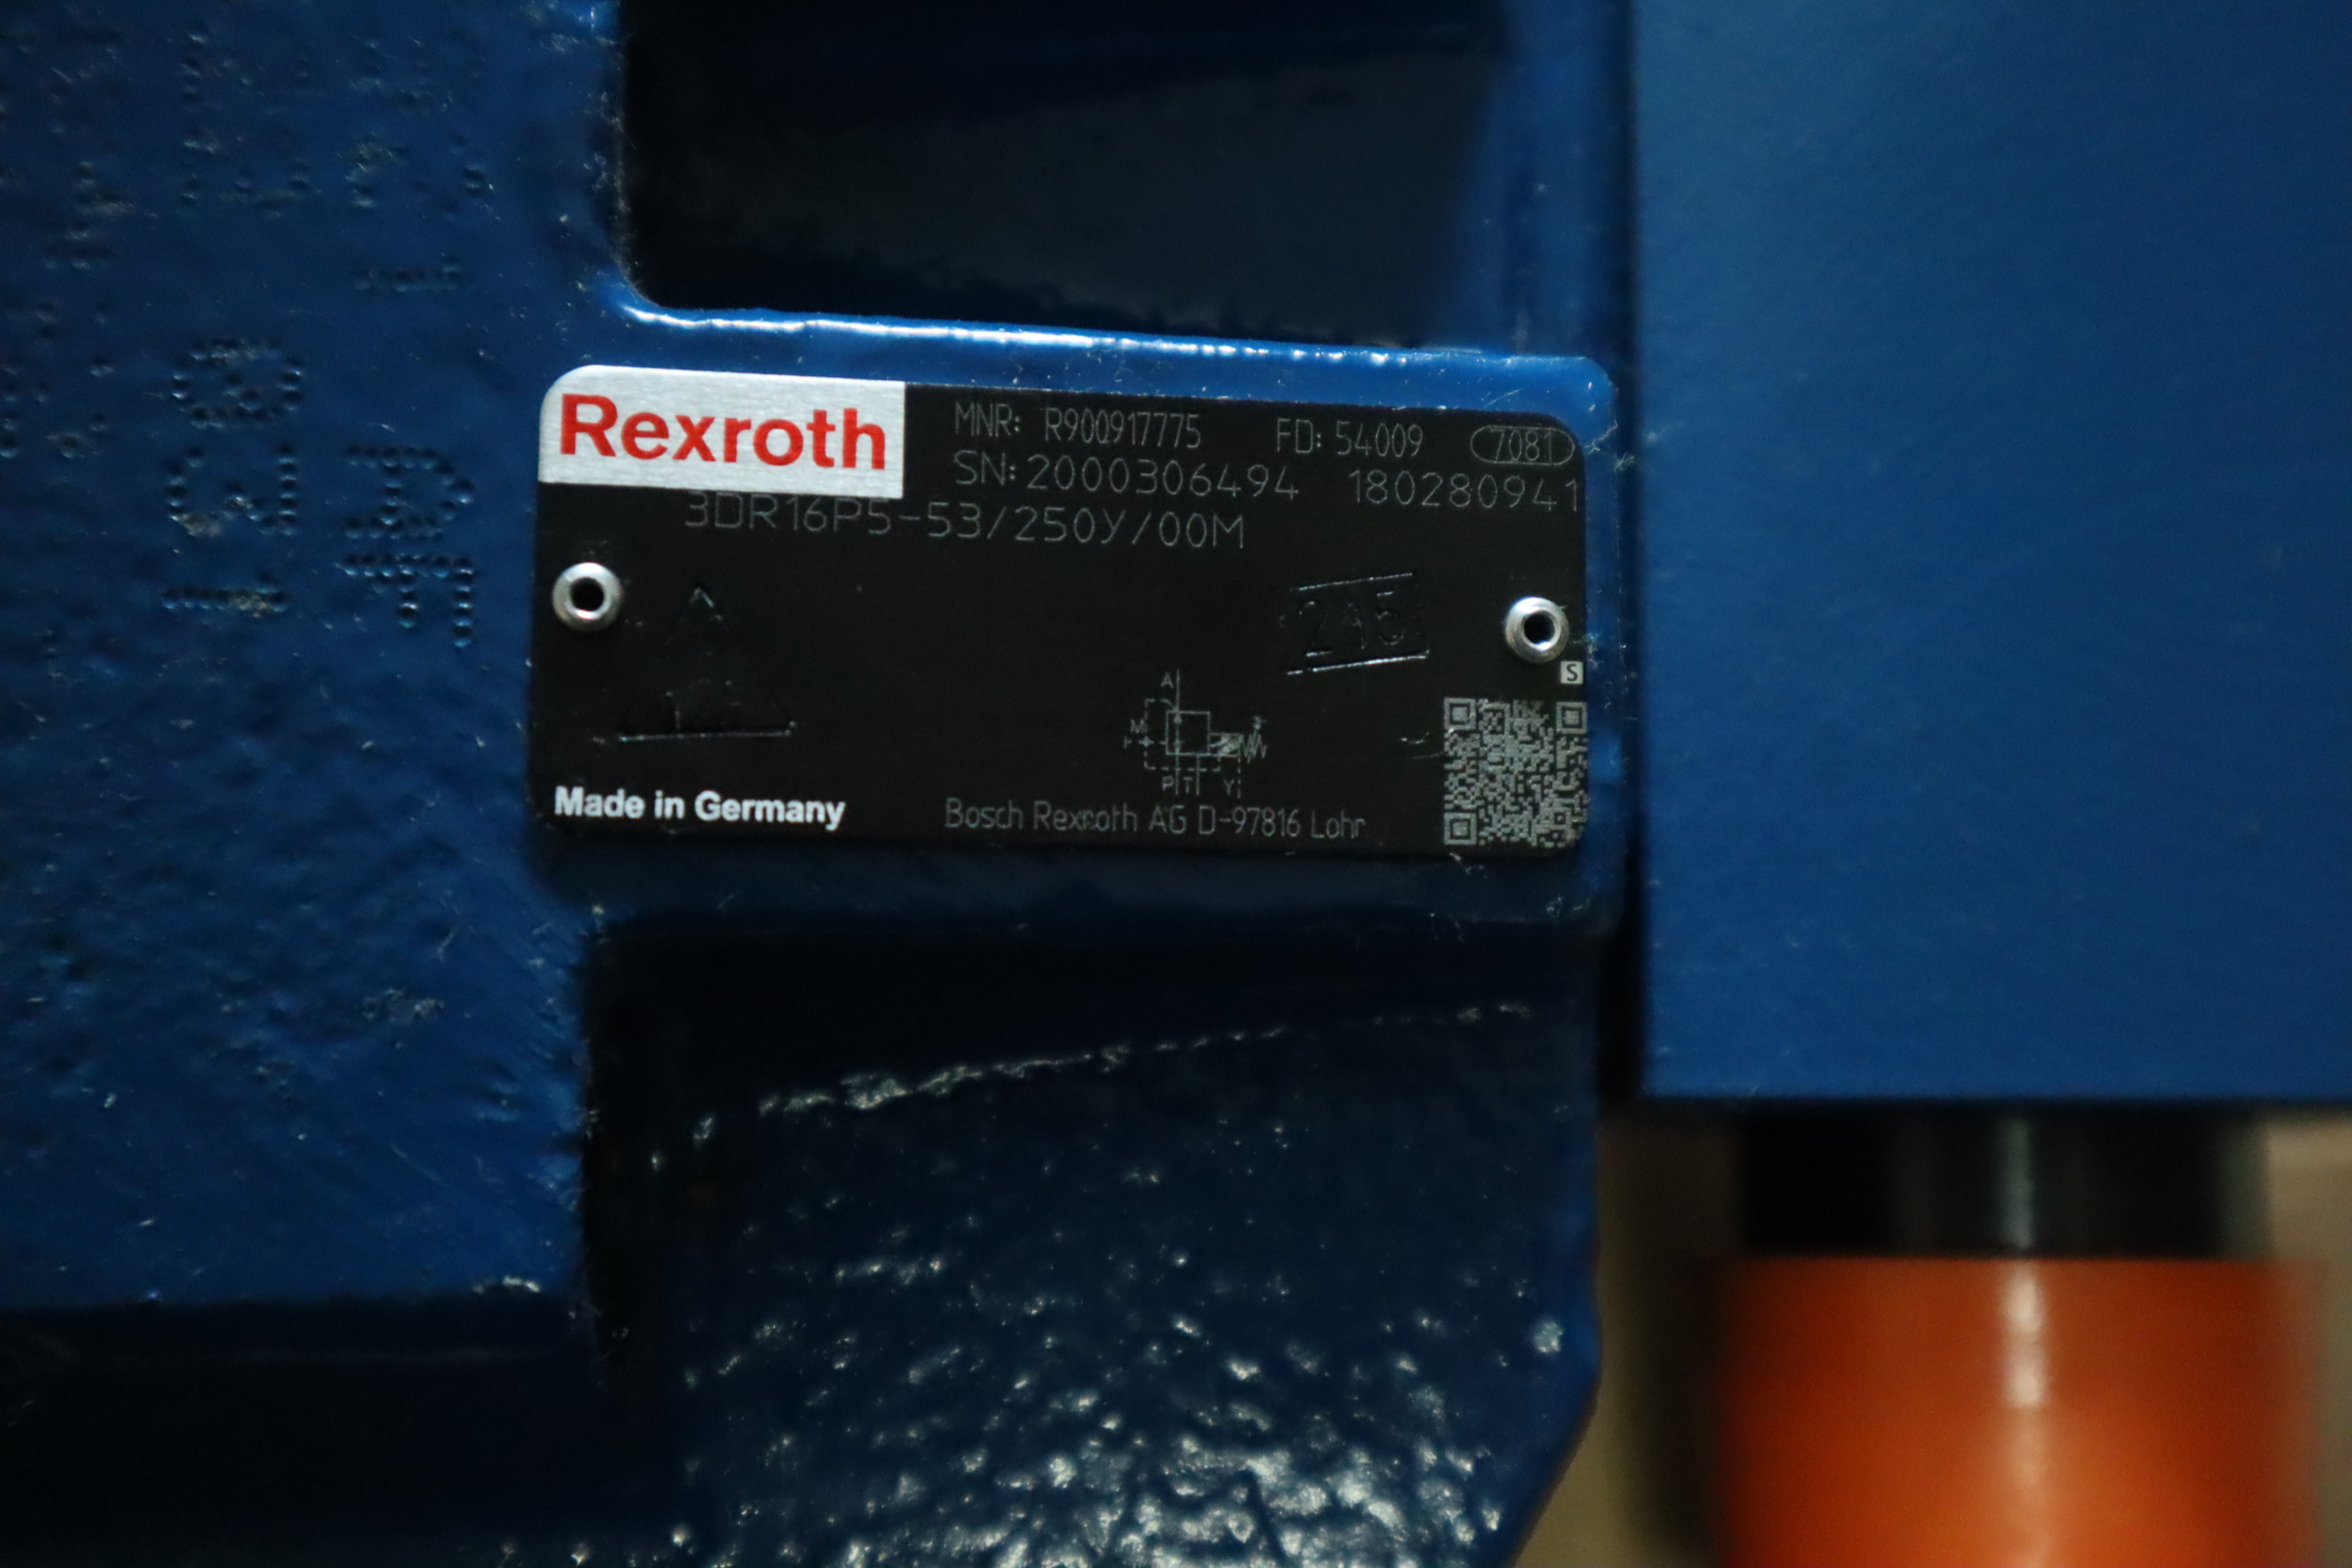 Rexroth
MNR: R900917775 FD: 54009 7081
SN: 2000306494 180280941
3DR16P5-53/250Y/00M
245
S
A
M
P T Y
Made in Germany
Bosch Rexroth AG D-97816 Lohr